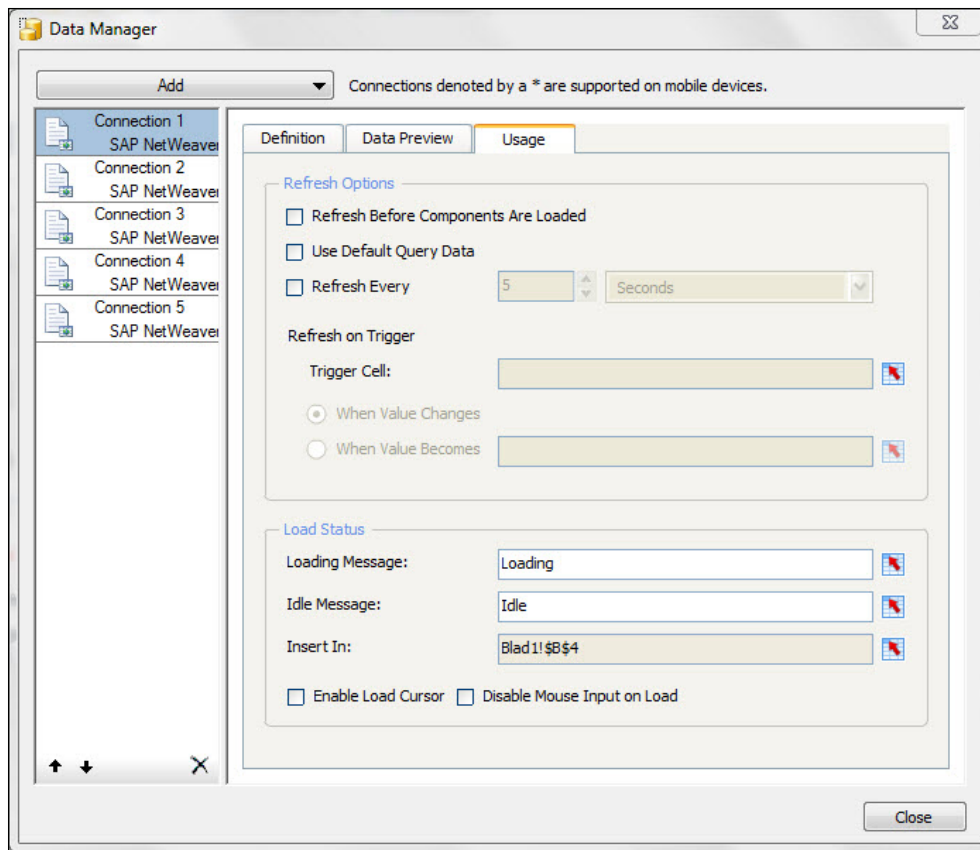 Data Manager
Add
Connections denoted by a * are supported on mobile devices.
Connection 1
SAP NetWeaver
Connection 2
SAP NetWeaver
Connection 3
SAP NetWeaver
Connection 4
SAP NetWeaver
Connection 5
SAP NetWeaver
Definition Data Preview Usage
Refresh Options
Refresh Before Components Are Loaded
Use Default Query Data
Refresh Every 5 Seconds
Refresh on Trigger
Trigger Cell:
When Value Changes
When Value Becomes
Load Status
Loading Message: Loading
Idle Message: Idle
Insert In: Blad1!$B$4
Enable Load Cursor Disable Mouse Input on Load
Close